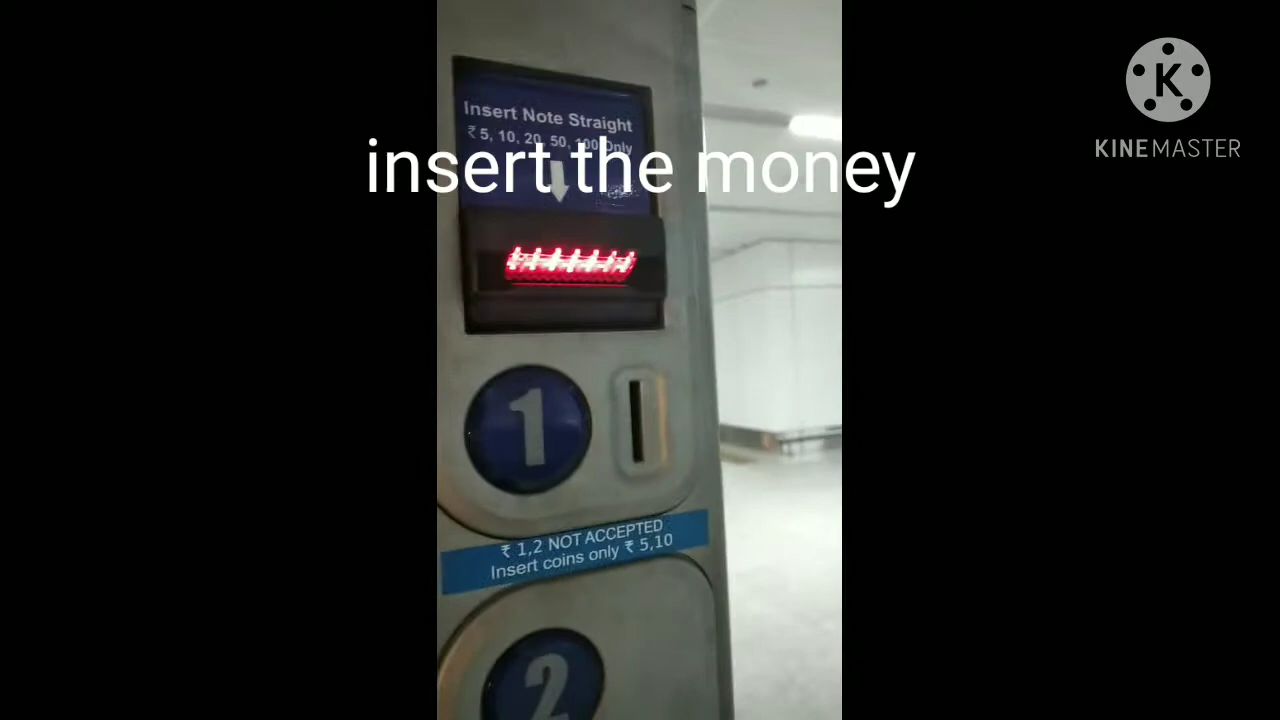 Insert Note Straight
₹ 5, 10, 20, 50, 100 Only
insert the money
K
KINEMASTER
1
₹ 1,2 NOT ACCEPTED
Insert coins only ₹ 5,10
2